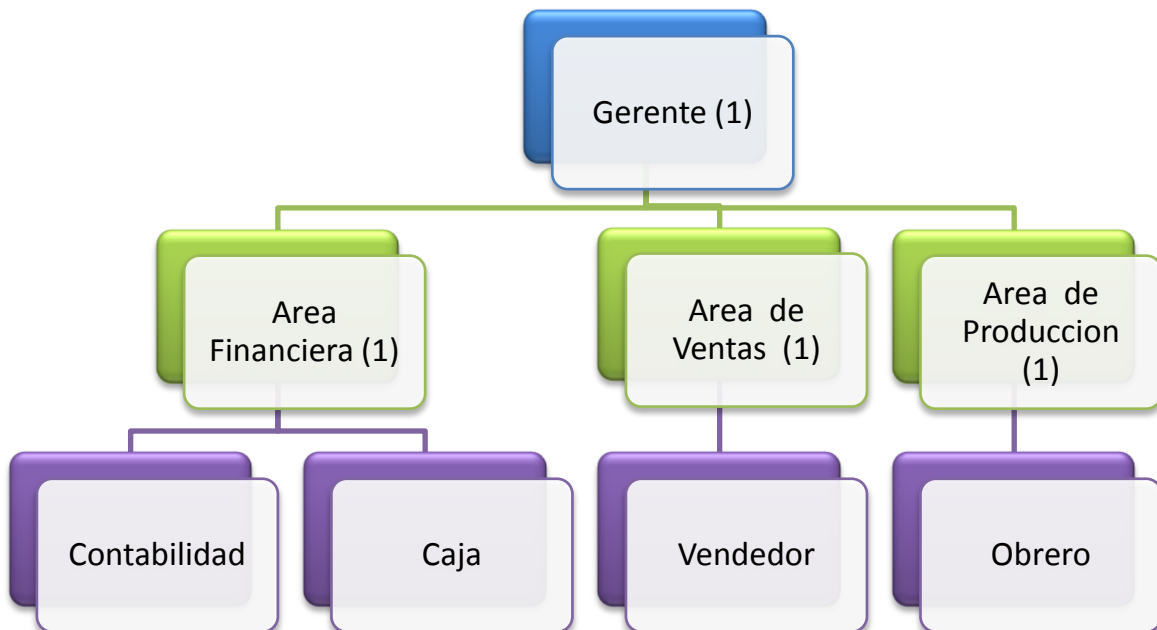 Gerente (1)
Area
Financiera (1)
Area de
Ventas (1)
Area de
Produccion
(1)
Contabilidad
Caja
Vendedor
Obrero